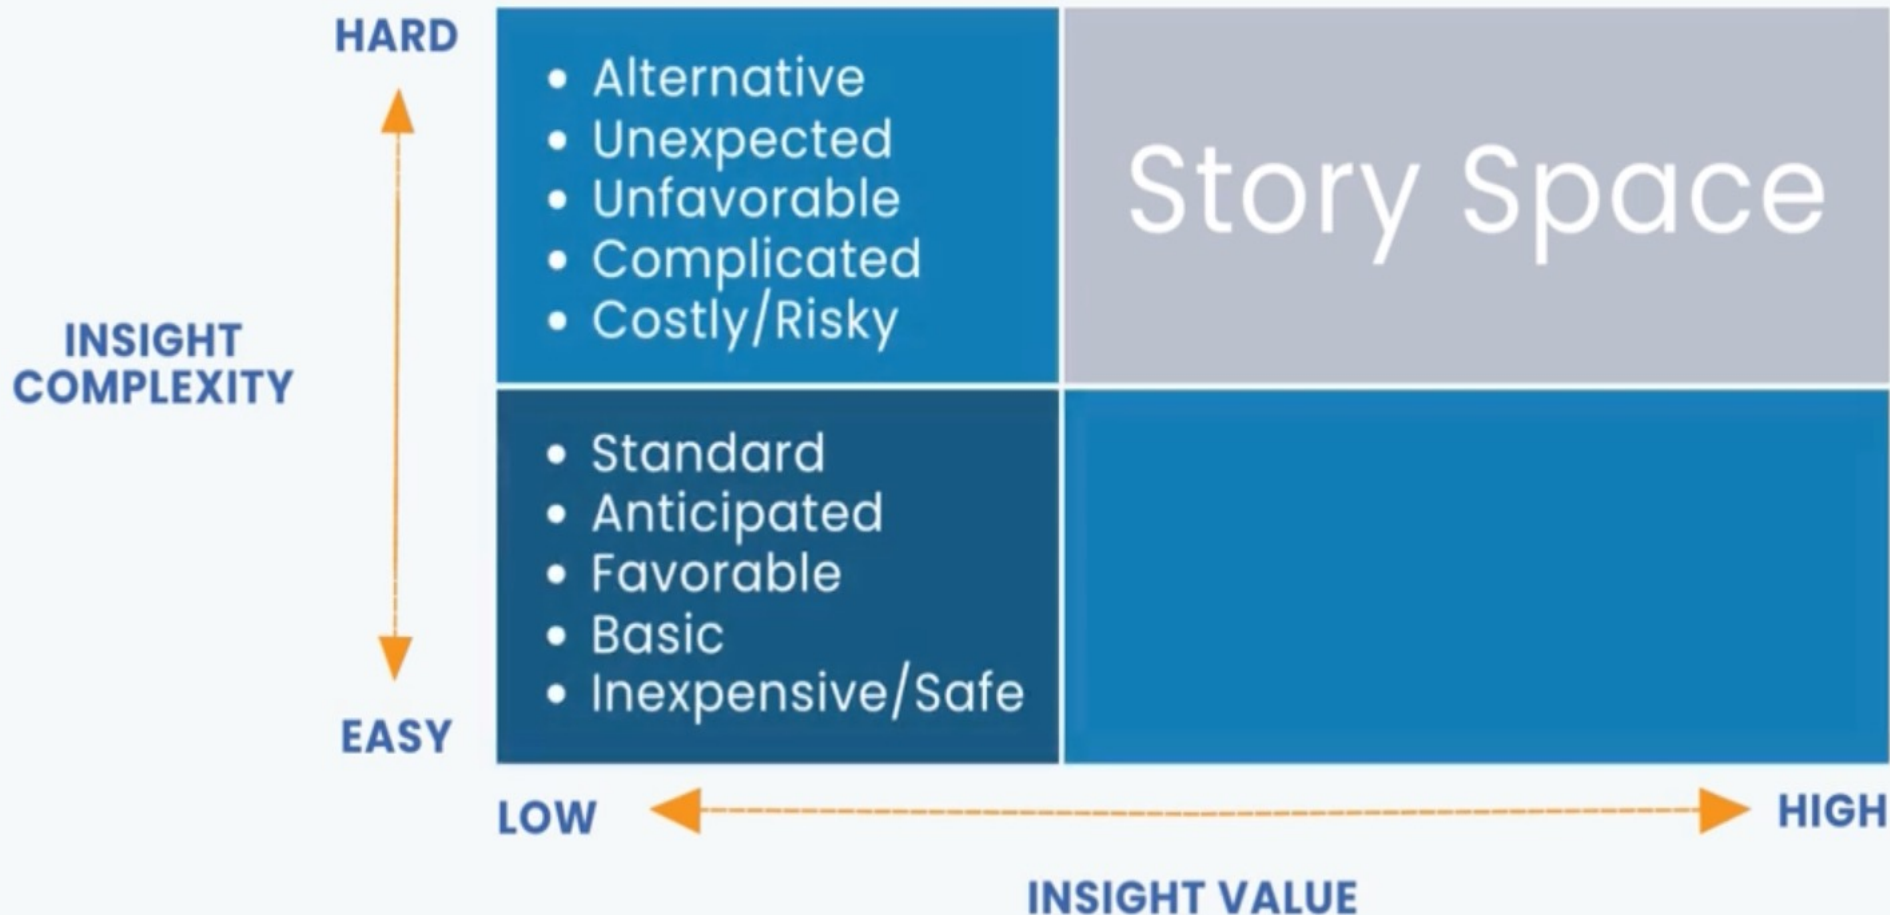 HARD
• Alternative
• Unexpected
• Unfavorable
• Complicated
• Costly/Risky
Story Space
INSIGHT
COMPLEXITY
• Standard
• Anticipated
• Favorable
• Basic
• Inexpensive/Safe
EASY
LOW
HIGH
INSIGHT VALUE